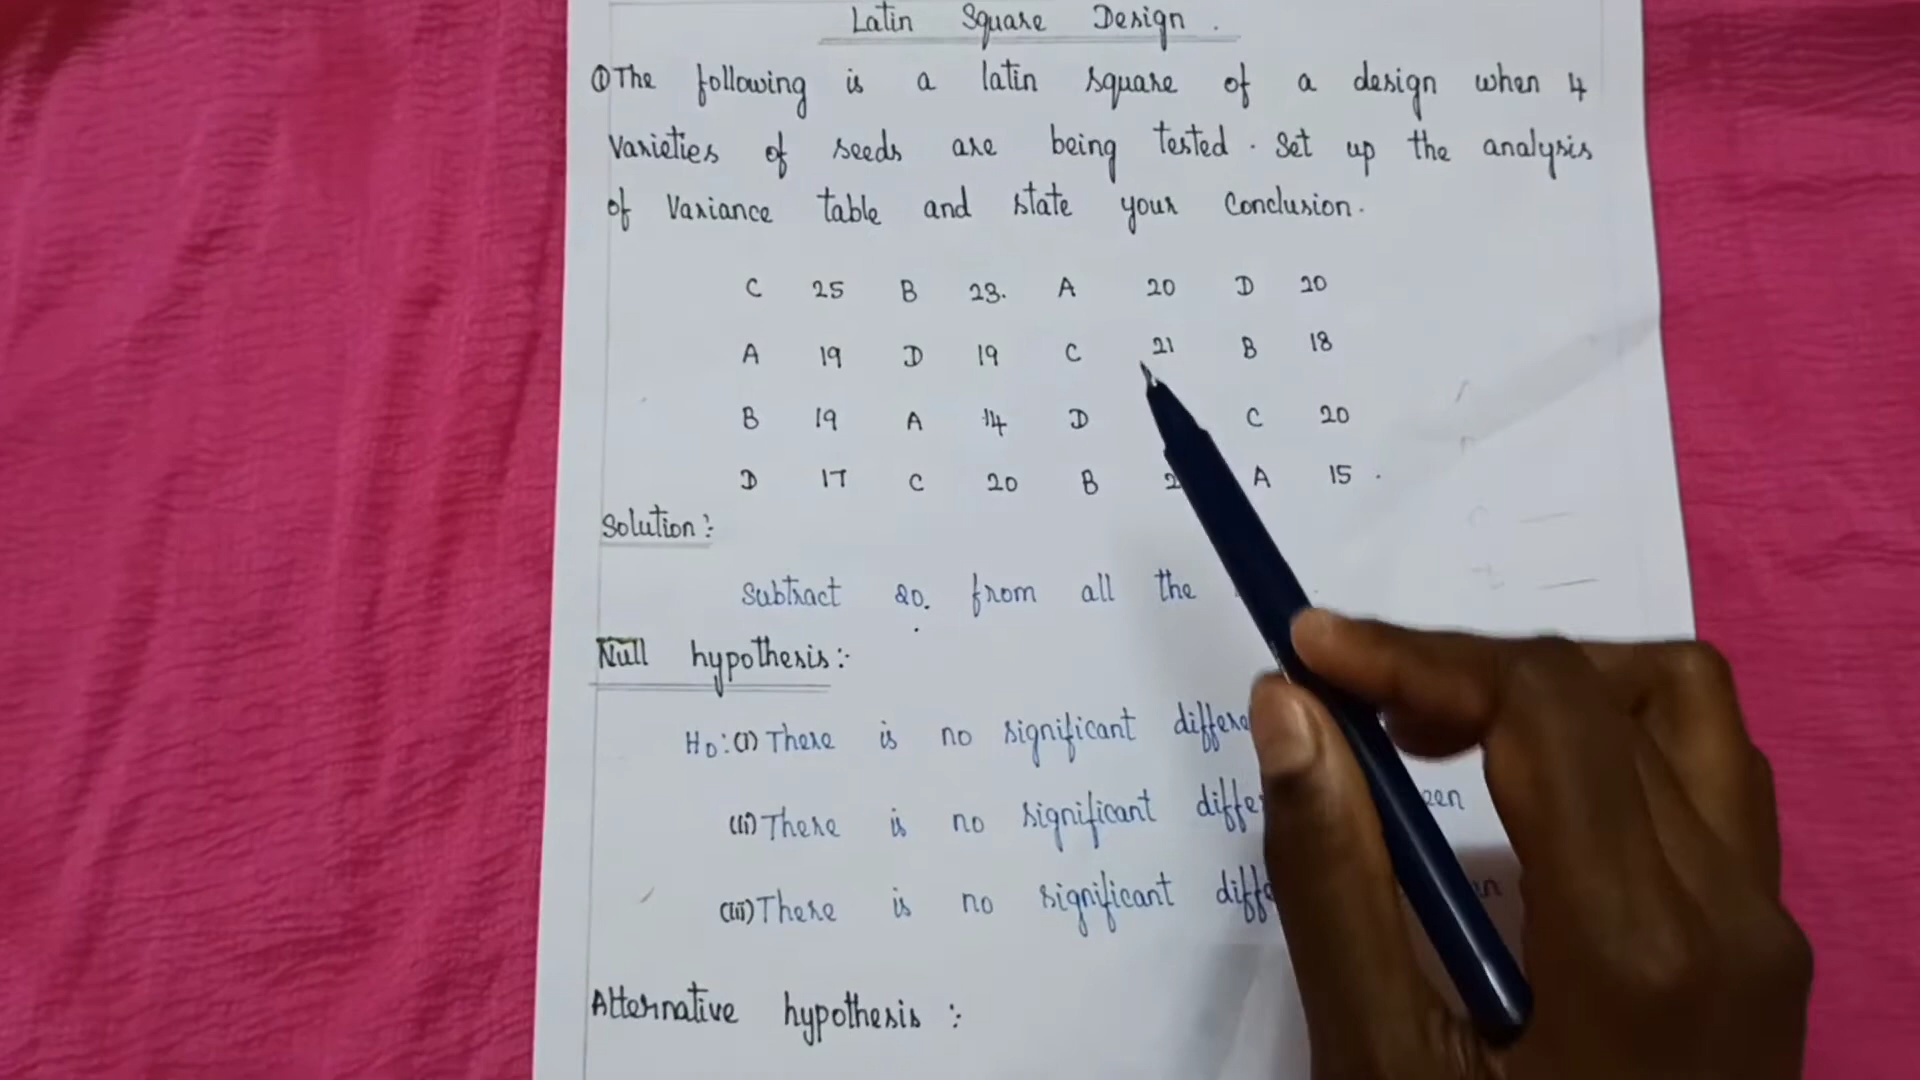 Latin Square Design.
① The following is a latin square of a design when 4
varieties of seeds are being tested. Set up the analysis
of Variance table and state your Conclusion.
C 25 B 23. A 20 D 20
A 19 D 19 C 21 B 18
B 19 A 14 D C 20
D 17 C 20 B A 15.
Solution:-
Subtract 20. from all the
Null hypothesis:-
H0: (i) There is no significant
(ii) There is no significant
(iii) There is no significant
Alternative hypothesis:-